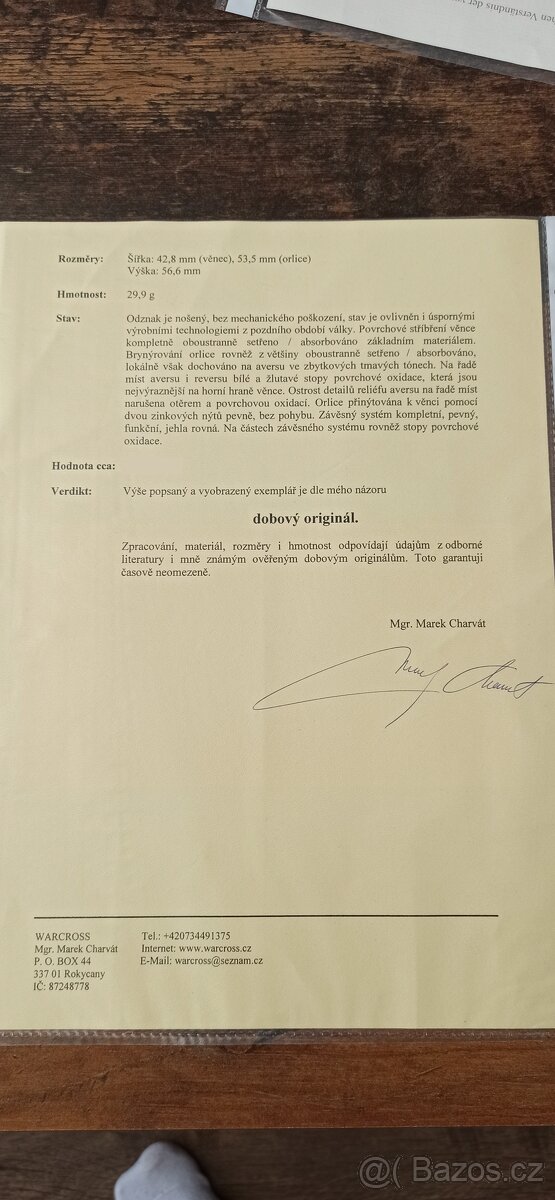 hen Verständnis der
Rozměry: Šířka: 42,8 mm (věnec), 53,5 mm (orlice)
Výška: 56,6 mm
Hmotnost: 29,9 g
Stav: Odznak je nošený, bez mechanického poškození, stav je ovlivněn i úspornými
výrobními technologiemi z pozdního období války. Povrchové stříbření věnce
kompletně oboustranně setřeno / absorbováno základním materiálem.
Brynýrování orlice rovněž z většiny oboustranně setřeno / absorbováno,
lokálně však dochováno na aversu ve zbytkových tmavých tónech. Na řadě
míst aversu i reversu bílé a žlutavé stopy povrchové oxidace, která jsou
nejvýraznější na horní hraně věnce. Ostrost detailů reliéfu aversu na řadě míst
narušena otěrem a povrchovou oxidací. Orlice přinýtována k věnci pomocí
dvou zinkových nýtů pevně, bez pohybu. Závěsný systém kompletní, pevný,
funkční, jehla rovná. Na částech závěsného systému rovněž stopy povrchové
oxidace.
Hodnota cca:
Verdikt: Výše popsaný a vyobrazený exemplář je dle mého názoru
dobový originál.
Zpracování, materiál, rozměry i hmotnost odpovídají údajům z odborné
literatury i mně známým ověřeným dobovým originálům. Toto garantuji
časově neomezeně.
Mgr. Marek Charvát
WARCROSS Tel.: +420734491375
Mgr. Marek Charvát Internet: www.warcross.cz
P. O. BOX 44 E-Mail: warcross@seznam.cz
337 01 Rokycany
IČ: 87248778
Bazos.cz